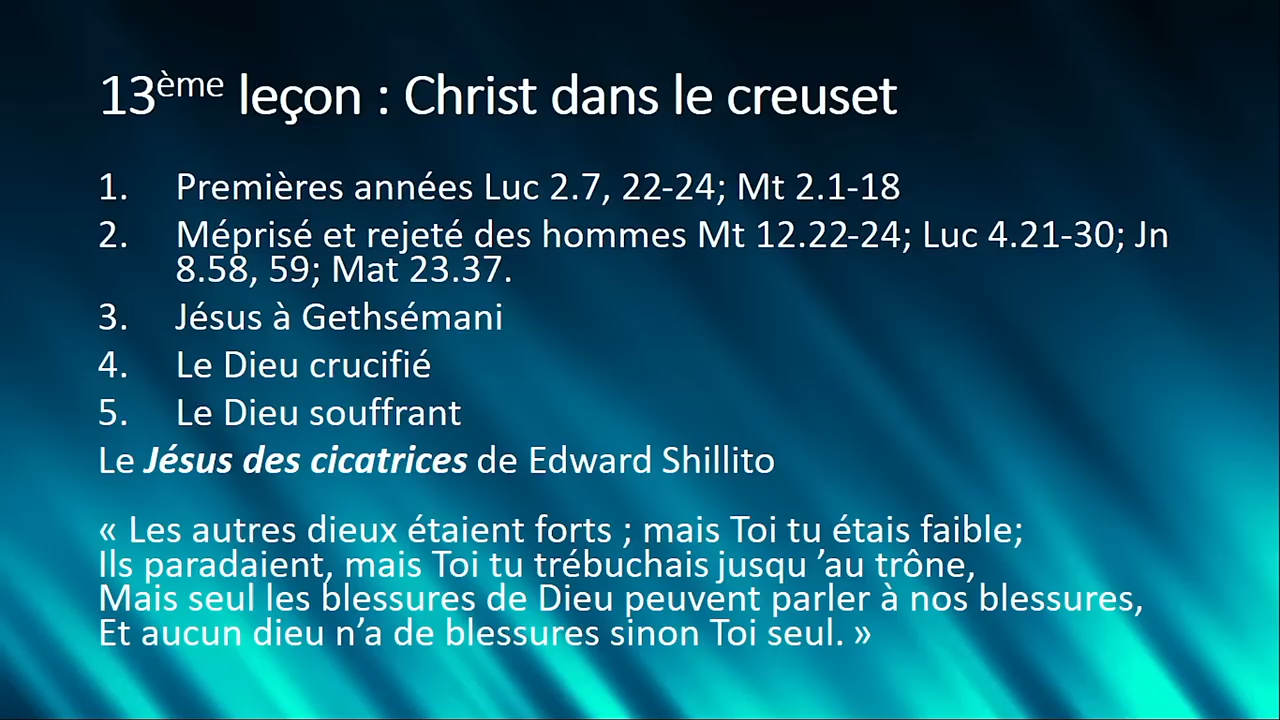 13ème leçon : Christ dans le creuset
1. Premières années Luc 2.7, 22-24; Mt 2.1-18
2. Méprisé et rejeté des hommes Mt 12.22-24; Luc 4.21-30; Jn
8.58, 59; Mat 23.37.
3. Jésus à Gethsémani
4. Le Dieu crucifié
5. Le Dieu souffrant
Le Jésus des cicatrices de Edward Shillito
« Les autres dieux étaient forts ; mais Toi tu étais faible;
Ils paradaient, mais Toi tu trébuchais jusqu ’au trône,
Mais seul les blessures de Dieu peuvent parler à nos blessures,
Et aucun dieu n’a de blessures sinon Toi seul. »